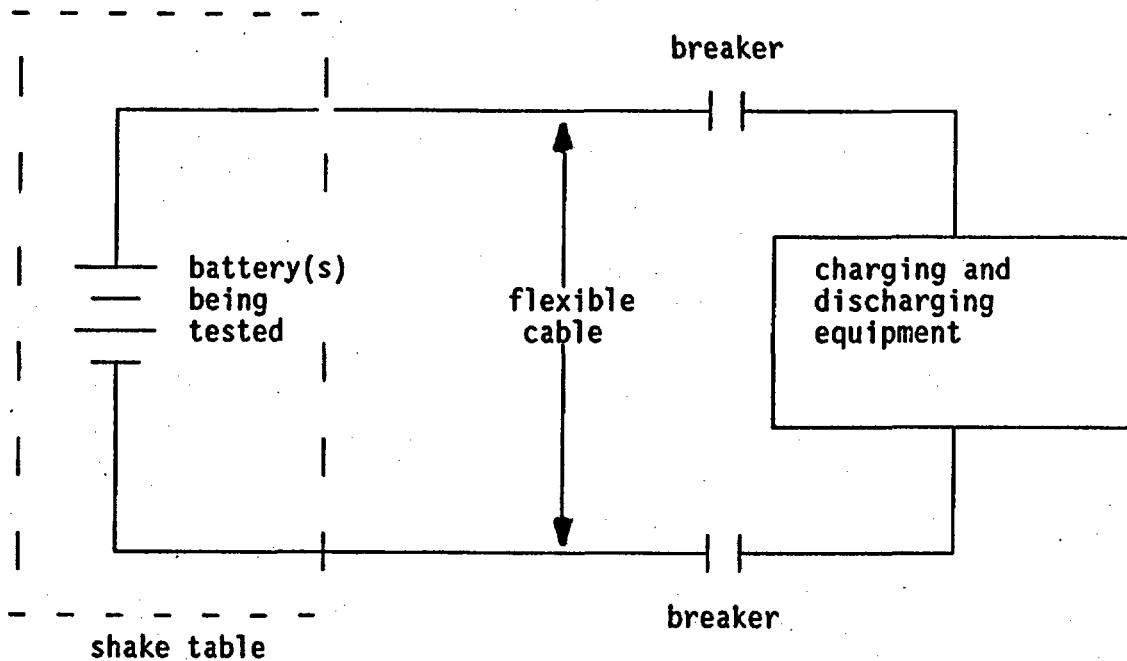 breaker
battery(s)
being
tested
flexible
cable
charging and
discharging
equipment
breaker
shake table